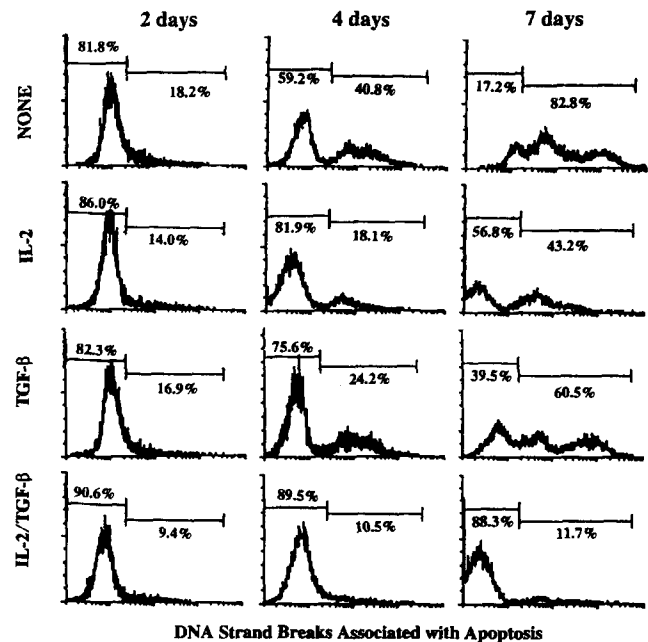 2 days 4 days 7 days
NONE
81.8% 18.2%
59.2% 40.8%
17.2% 82.8%
IL-2
86.0% 14.0%
81.9% 18.1%
56.8% 43.2%
TGF-β
82.3% 16.9%
75.6% 24.2%
39.5% 60.5%
IL-2/TGF-β
90.6% 9.4%
89.5% 10.5%
88.3% 11.7%
DNA Strand Breaks Associated with Apoptosis